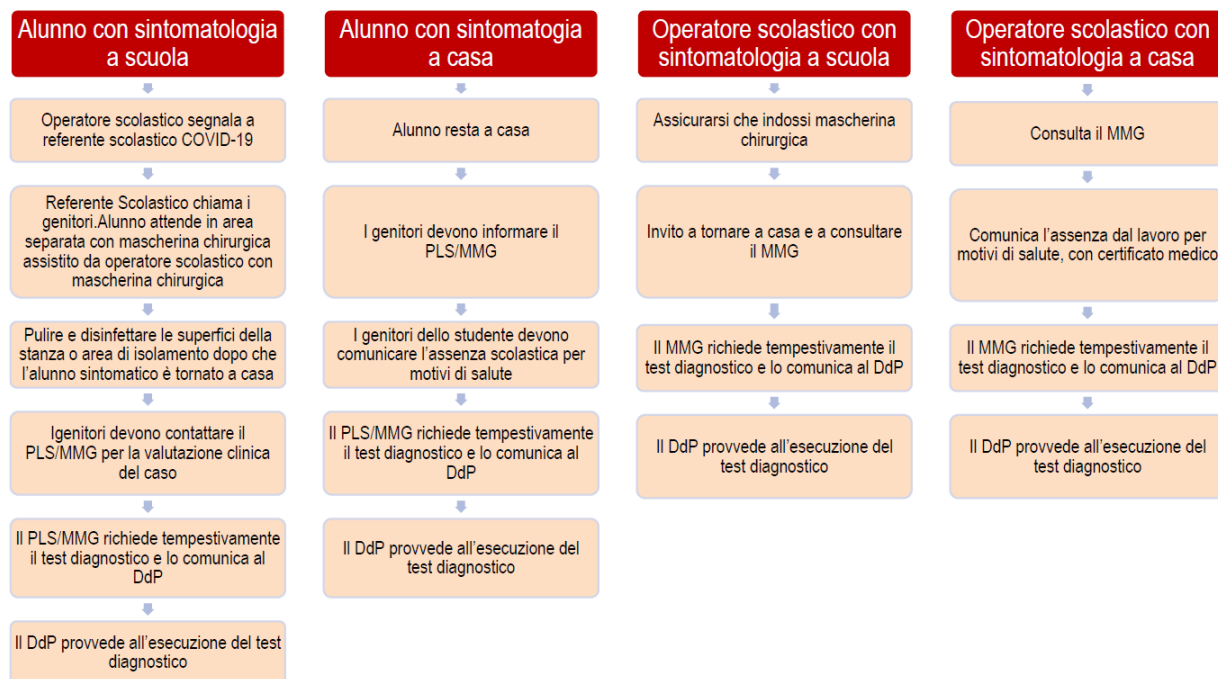 Alunno con sintomatologia
a scuola
Operatore scolastico segnala a
referente scolastico COVID-19
Referente Scolastico chiama i
genitori.Alunno attende in area
separata con mascherina chirurgica
assistito da operatore scolastico con
mascherina chirurgica
Pulire e disinfettare le superfici della
stanza o area di isolamento dopo che
l'alunno sintomatico è tornato a casa
Igenitori devono contattare il
PLS/MMG per la valutazione clinica
del caso
Il PLS/MMG richiede tempestivamente
il test diagnostico e lo comunica al
DdP
Il DdP provvede all'esecuzione del test
diagnostico
Alunno con sintomatogia
a casa
Alunno resta a casa
I genitori devono informare il
PLS/MMG
I genitori dello studente devono
comunicare l'assenza scolastica per
motivi di salute
Il PLS/MMG richiede tempestivamente
il test diagnostico e lo comunica al
DdP
Il DdP provvede all'esecuzione del
test diagnostico
Operatore scolastico con
sintomatologia a scuola
Assicurarsi che indossi mascherina
chirurgica
Invito a tornare a casa e a consultare
il MMG
Il MMG richiede tempestivamente il
test diagnostico e lo comunica al DdP
Il DdP provvede all'esecuzione del
test diagnostico
Operatore scolastico con
sintomatologia a casa
Consulta il MMG
Comunica l'assenza dal lavoro per
motivi di salute, con certificato medico
Il MMG richiede tempestivamente il
test diagnostico e lo comunica al DdP
Il DdP provvede all'esecuzione del
test diagnostico